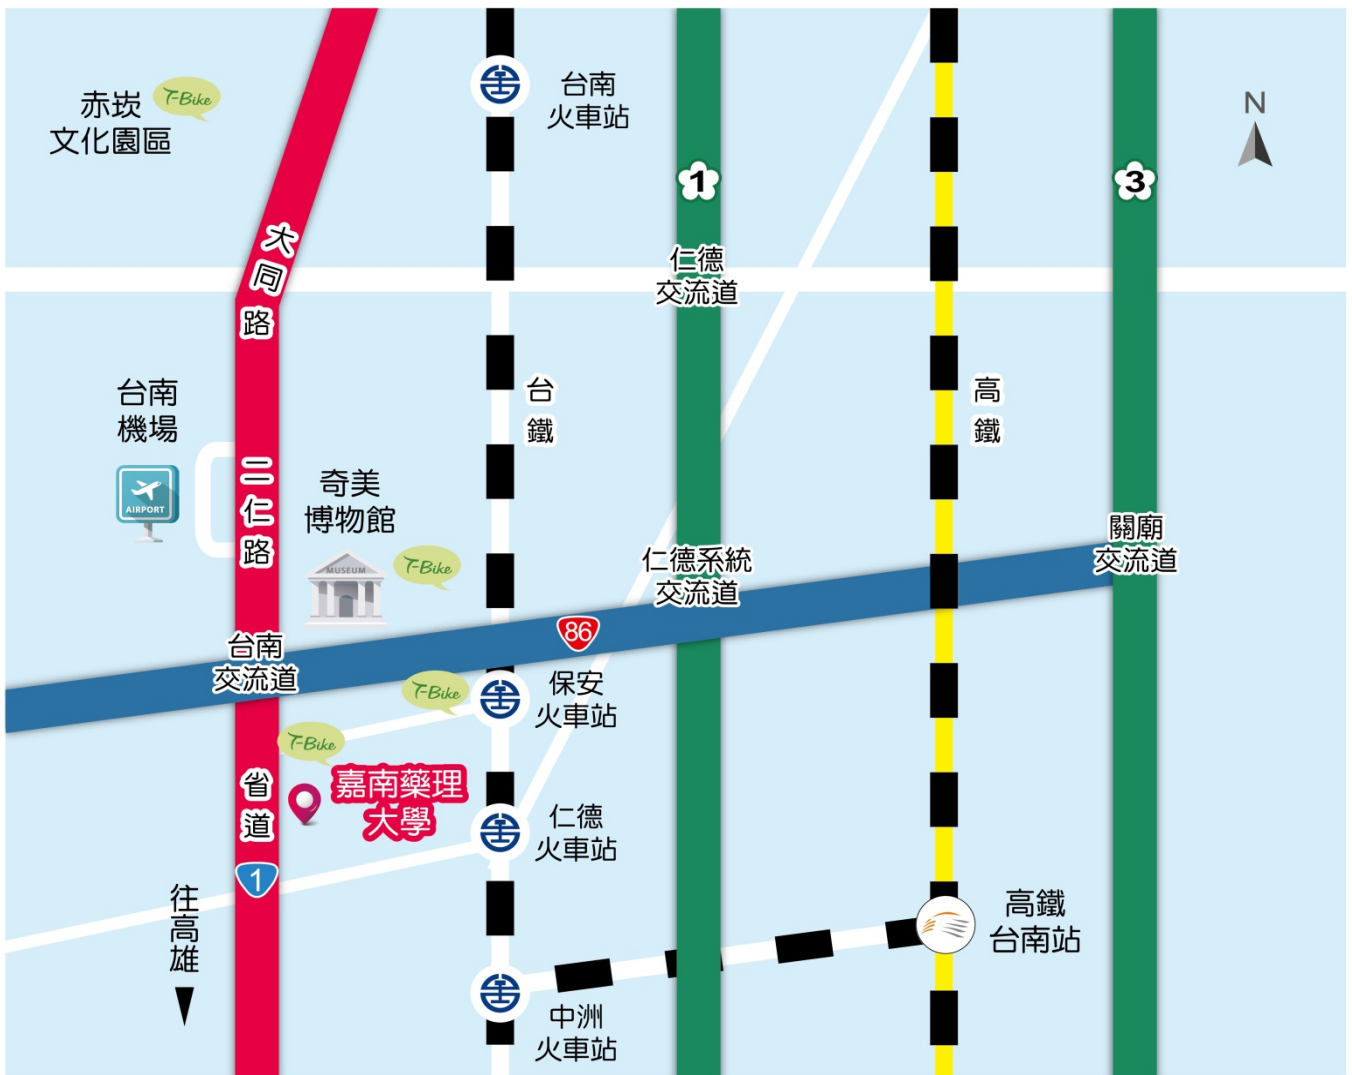 台南
火車站
赤崁
文化園區
T-Bike
N
1
3
大同路
仁德
交流道
台南
機場
AIRPORT
台鐵
高鐵
二仁路
奇美
博物館
MUSEUM
T-Bike
仁德系統
交流道
關廟
交流道
86
台南
交流道
T-Bike
保安
火車站
T-Bike
省道
1
嘉南藥理
大學
仁德
火車站
往高雄
高鐵
台南站
中洲
火車站